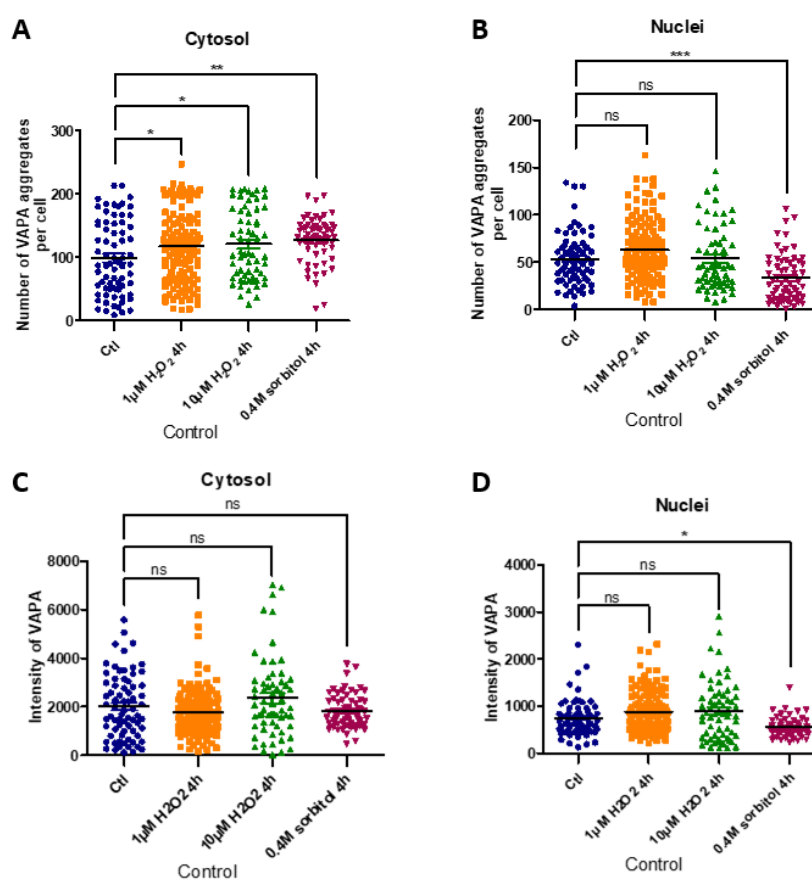 A
Cytosol
**
*
*
Number of VAPA aggregates
per cell
300
200
100
0
Ctl
1µM H₂O₂ 4h
10µM H₂O₂ 4h
0.4M sorbitol 4h
Control
B
Nuclei
***
ns
ns
Number of VAPA aggregates
per cell
200
150
100
50
0
Ctl
1µM H₂O₂ 4h
10µM H₂O₂ 4h
0.4M sorbitol 4h
Control
C
Cytosol
ns
ns
ns
Intensity of VAPA
8000
6000
4000
2000
0
Ctl
1µM H2O2 4h
10µM H2O2 4h
0.4M sorbitol 4h
Control
D
Nuclei
*
ns
ns
Intensity of VAPA
4000
3000
2000
1000
0
Ctl
1µM H2O2 4h
10µM H2O2 4h
0.4M sorbitol 4h
Control